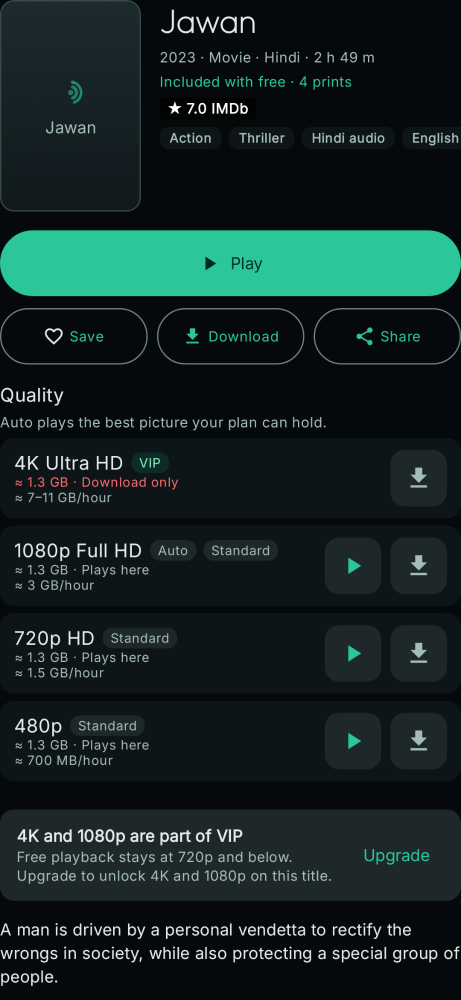 Jawan
Jawan
2023 · Movie · Hindi · 2 h 49 m
Included with free · 4 prints
★ 7.0 IMDb
Action Thriller Hindi audio English
Play
Save Download Share
Quality
Auto plays the best picture your plan can hold.
4K Ultra HD VIP
≈ 1.3 GB · Download only
≈ 7–11 GB/hour
1080p Full HD Auto Standard
≈ 1.3 GB · Plays here
≈ 3 GB/hour
720p HD Standard
≈ 1.3 GB · Plays here
≈ 1.5 GB/hour
480p Standard
≈ 1.3 GB · Plays here
≈ 700 MB/hour
4K and 1080p are part of VIP
Free playback stays at 720p and below.
Upgrade to unlock 4K and 1080p on this title.
Upgrade
A man is driven by a personal vendetta to rectify the
wrongs in society, while also protecting a special group of
people.